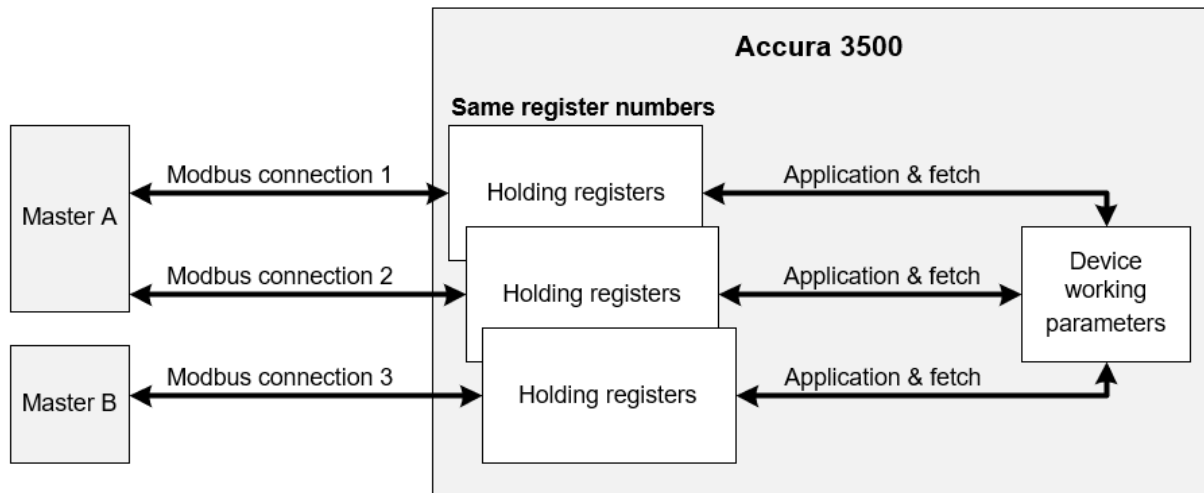 Accura 3500
Same register numbers
Master A
Modbus connection 1
Holding registers
Application & fetch
Modbus connection 2
Holding registers
Application & fetch
Device
working
parameters
Master B
Modbus connection 3
Holding registers
Application & fetch